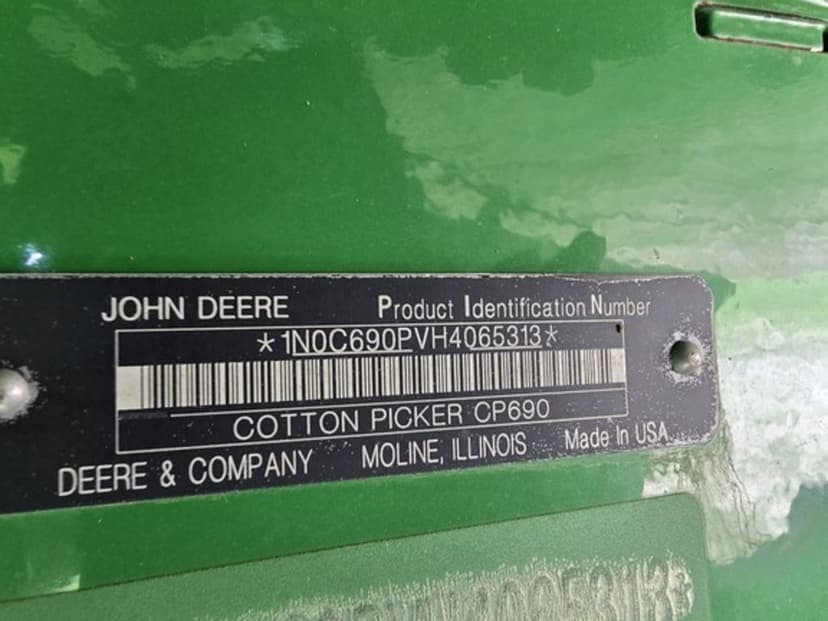 JOHN DEERE Product Identification Number
*1N0C690PVH4065313*
COTTON PICKER CP690
DEERE & COMPANY MOLINE, ILLINOIS Made In USA